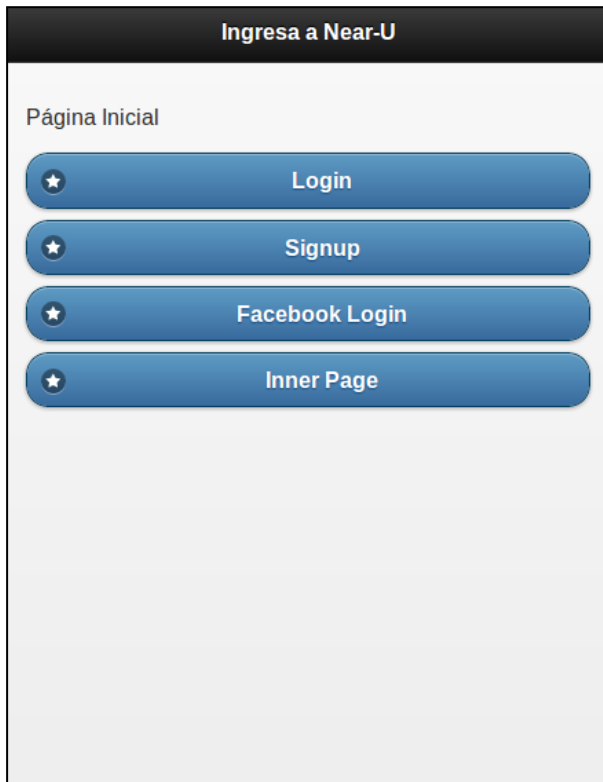 Ingresa a Near-U
Página Inicial
Login
Signup
Facebook Login
Inner Page